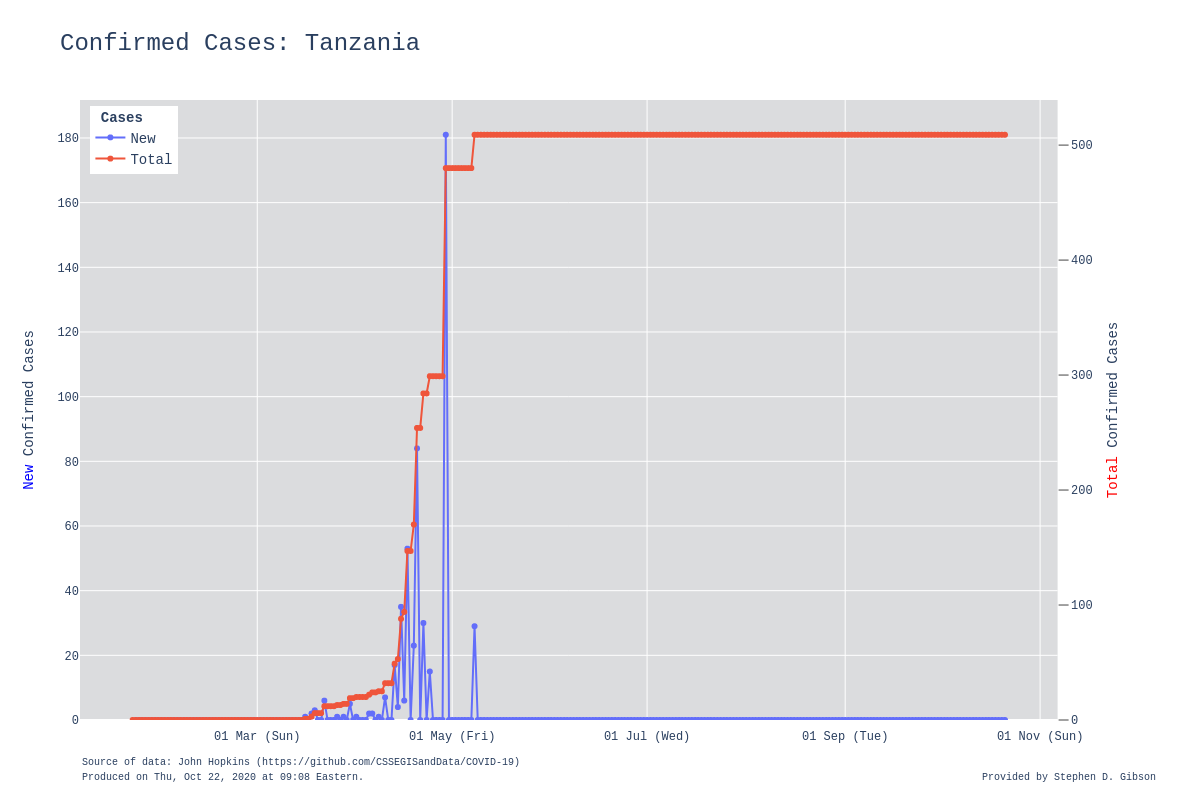 Confirmed Cases: Tanzania
Cases
New
Total
180
160
140
120
100
80
60
40
20
0
500
400
300
200
100
0
New Confirmed Cases
Total Confirmed Cases
01 Mar (Sun)
01 May (Fri)
01 Jul (Wed)
01 Sep (Tue)
01 Nov (Sun)
Source of data: John Hopkins (https://github.com/CSSEGISandData/COVID-19)
Produced on Thu, Oct 22, 2020 at 09:08 Eastern.
Provided by Stephen D. Gibson